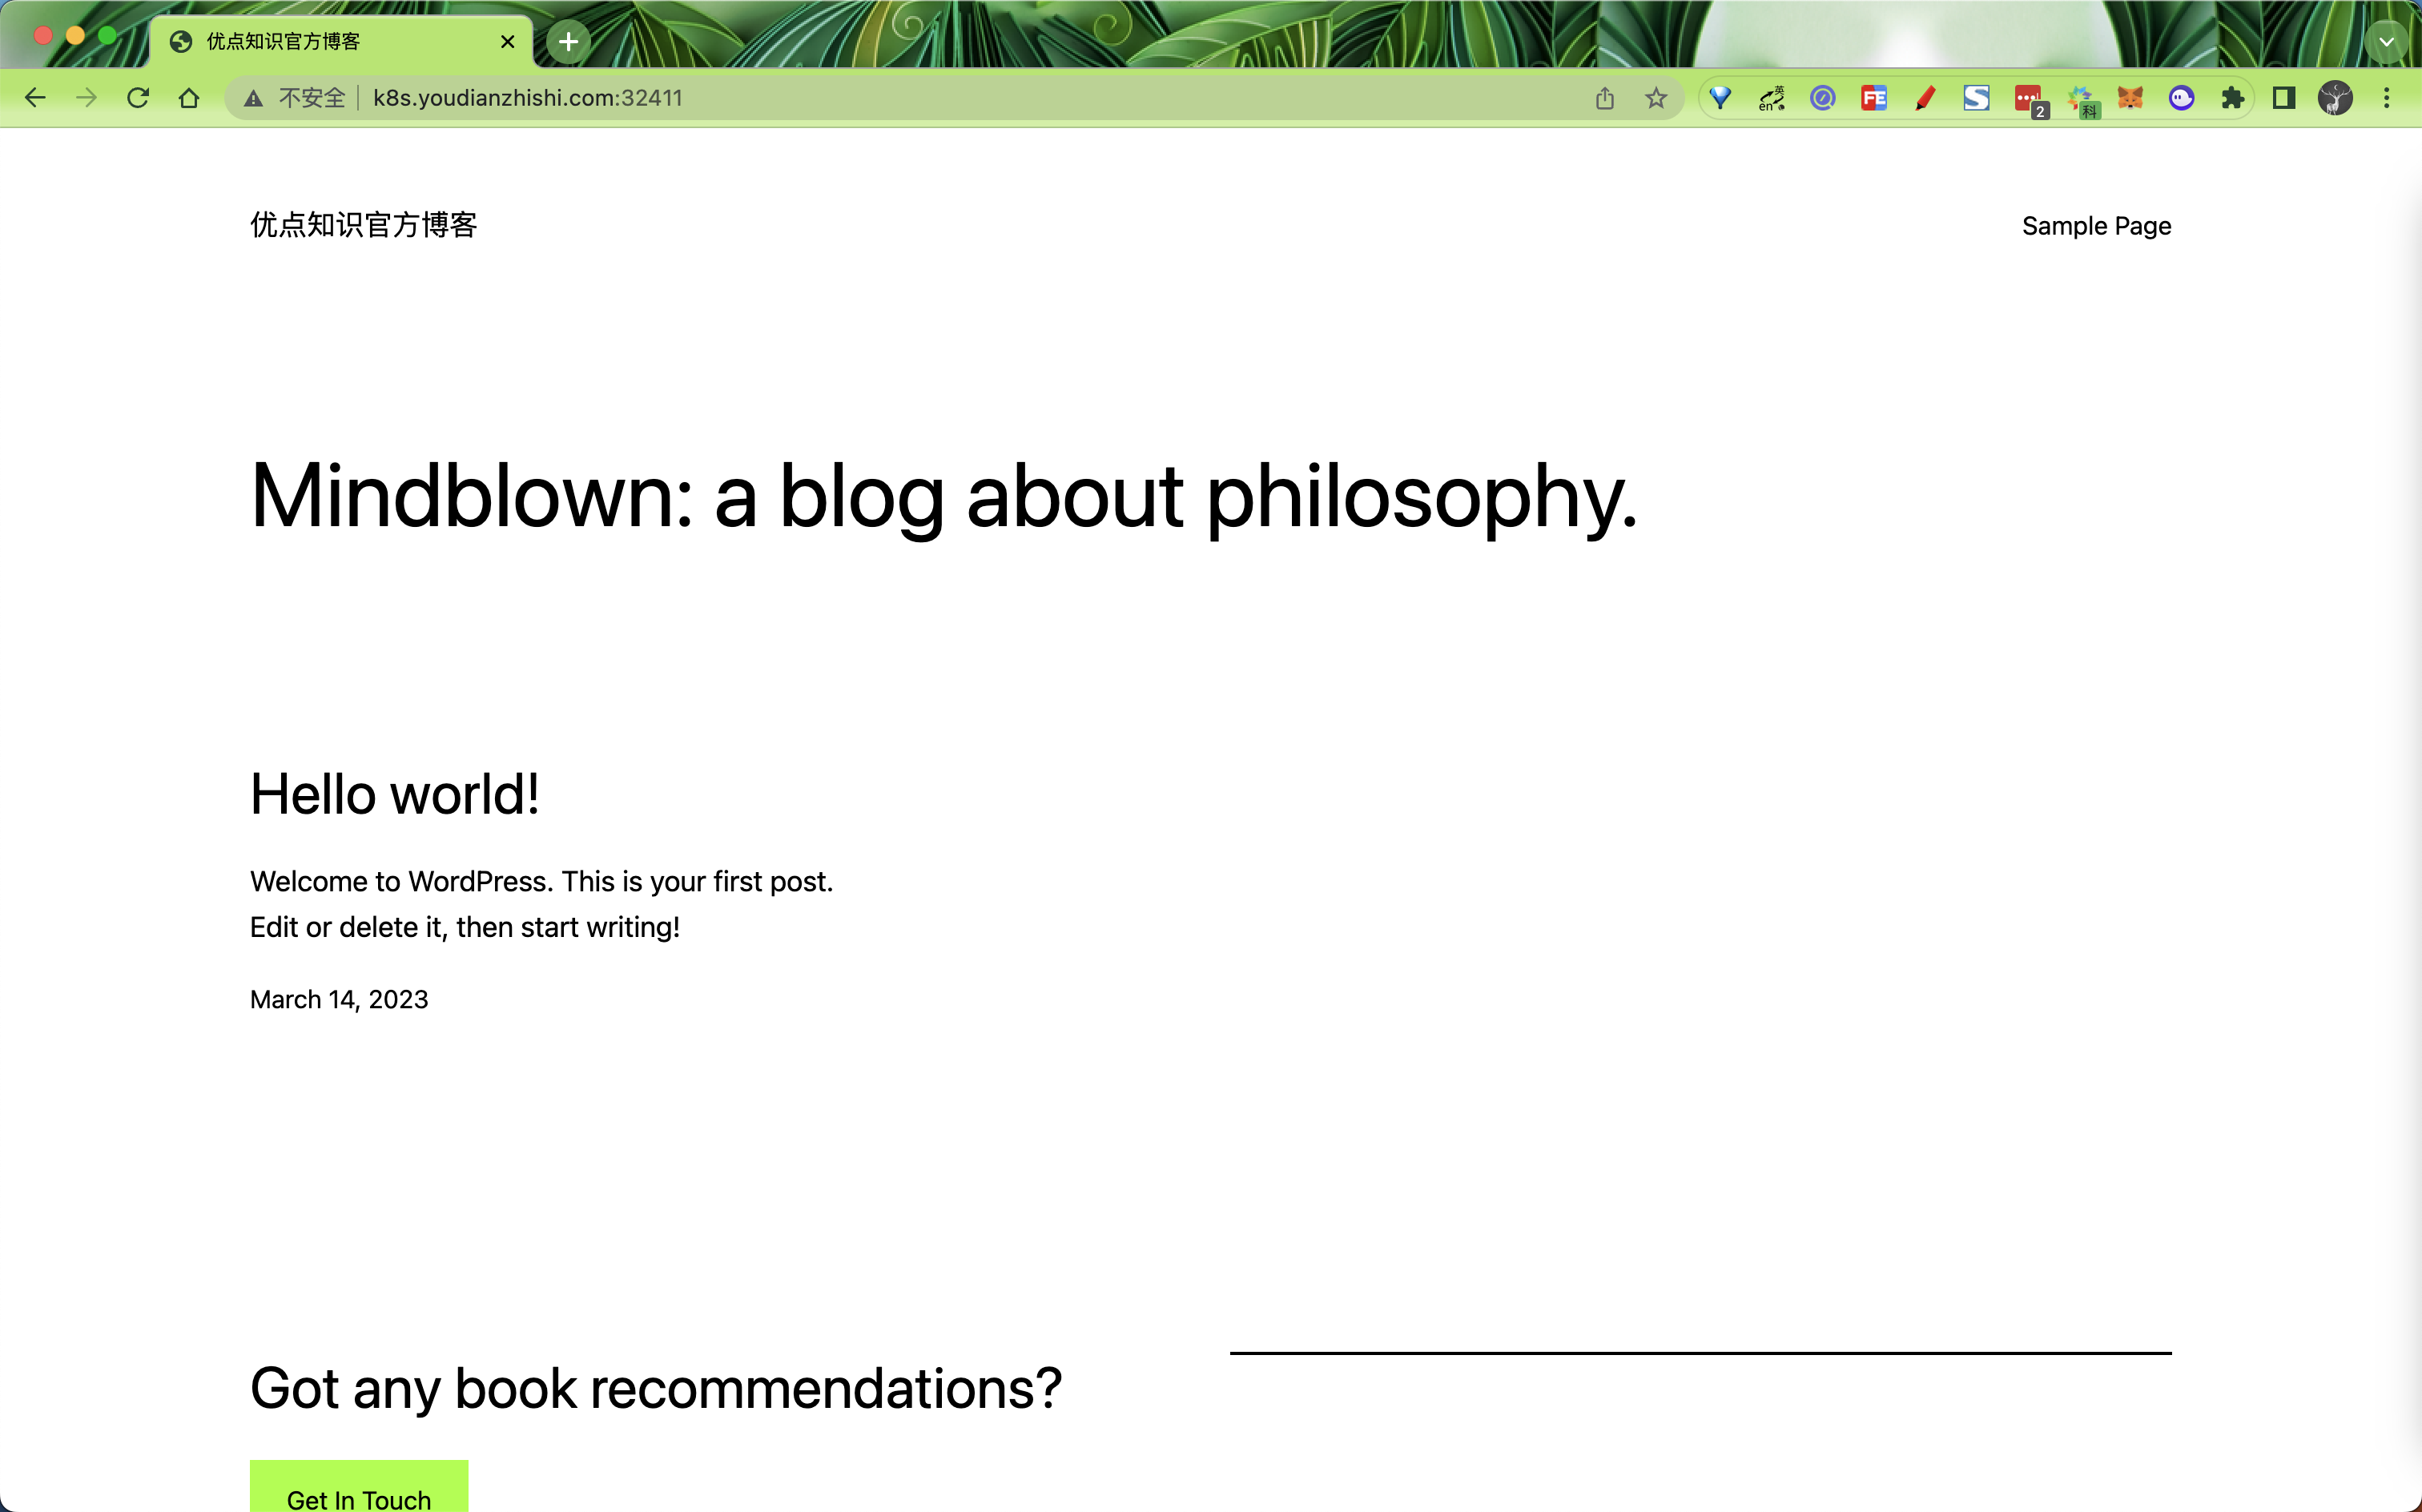 优点知识官方博客
不安全 k8s.youdianzhishi.com:32411
英
en
FE
S
2
科
优点知识官方博客
Sample Page
Mindblown: a blog about philosophy.
Hello world!
Welcome to WordPress. This is your first post.
Edit or delete it, then start writing!
March 14, 2023
Got any book recommendations?
Get In Touch